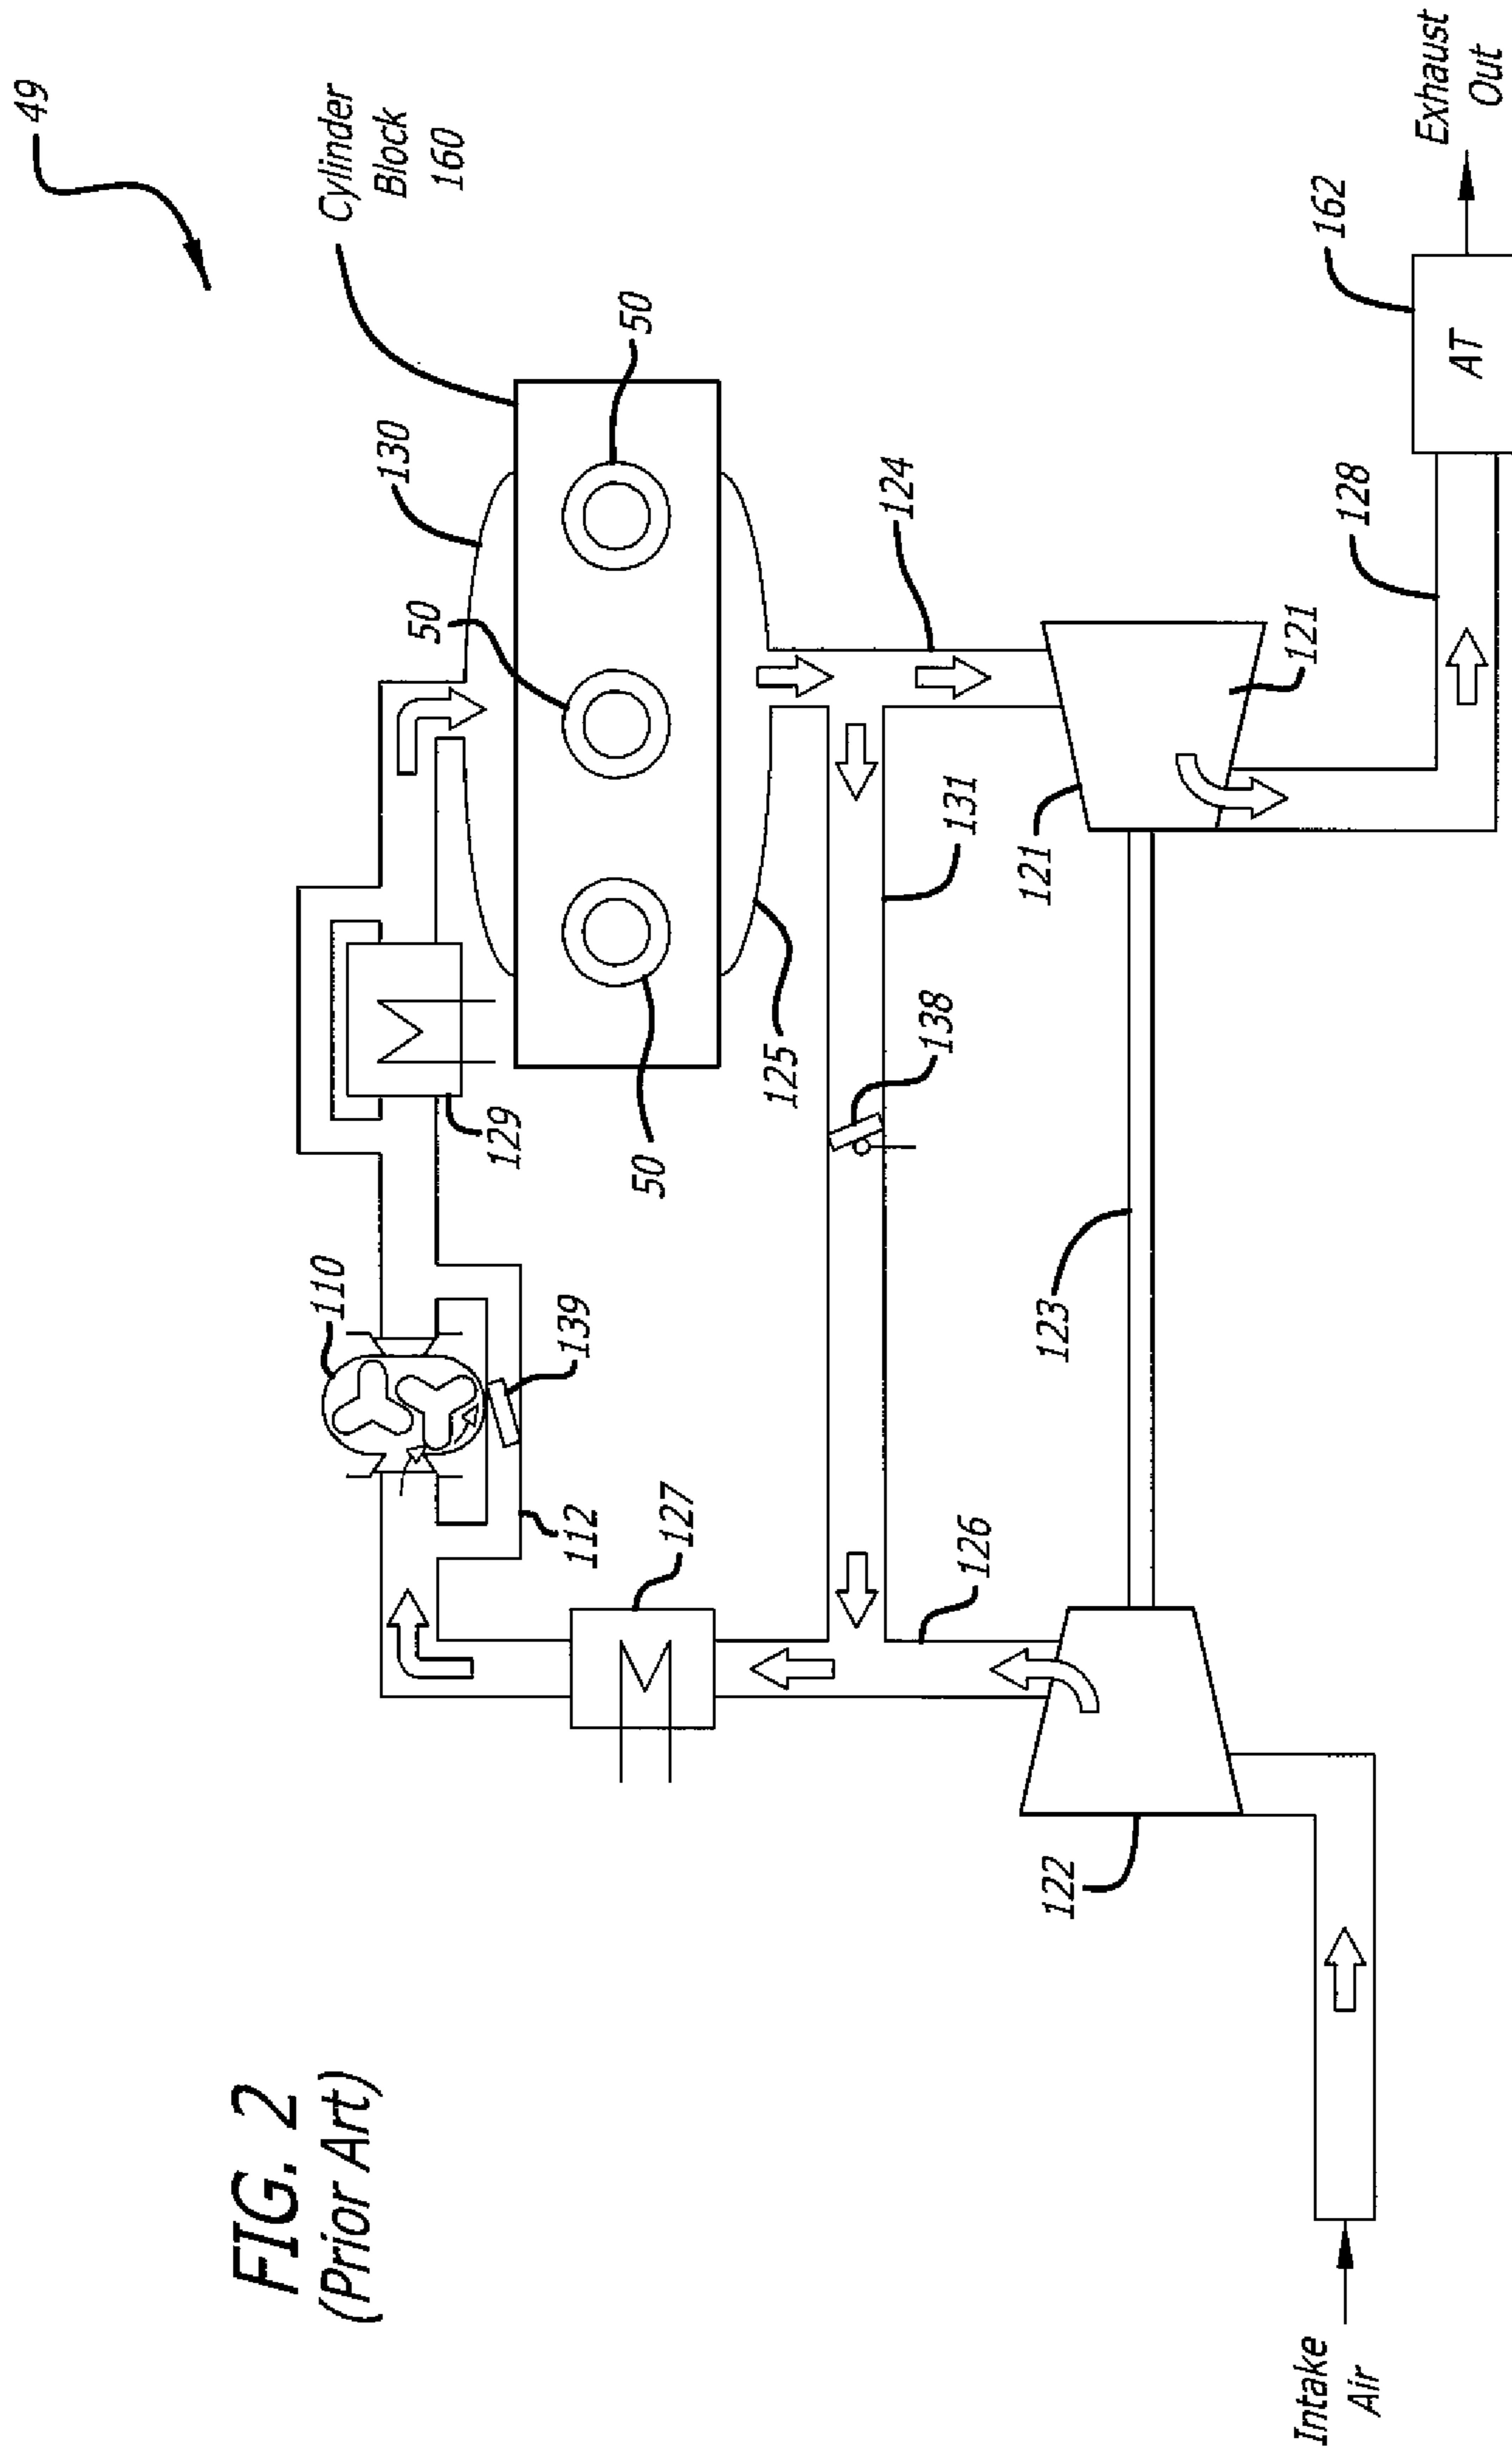 49
FIG. 2
(Prior Art)
Cylinder
Block
160
110
130
50
129
139
112
50
50
127
125
124
138
131
126
121
123
122
121
162
128
Intake
Air
AT
Exhaust
Out